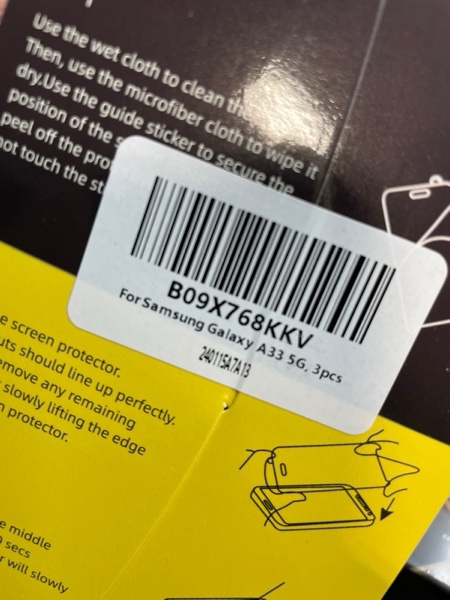 Use the wet cloth to clean th
Then, use the microfiber cloth to wipe it
dry.Use the guide sticker to secure the
position of the s
peel off the pro
not touch the st
B09X768KKV
For Samsung Galaxy A33 5G, 3pcs
240115A7A13
e screen protector.
uts should line up perfectly.
emove any remaining
slowly lifting the edge
n protector.
e middle
secs
r will slowly